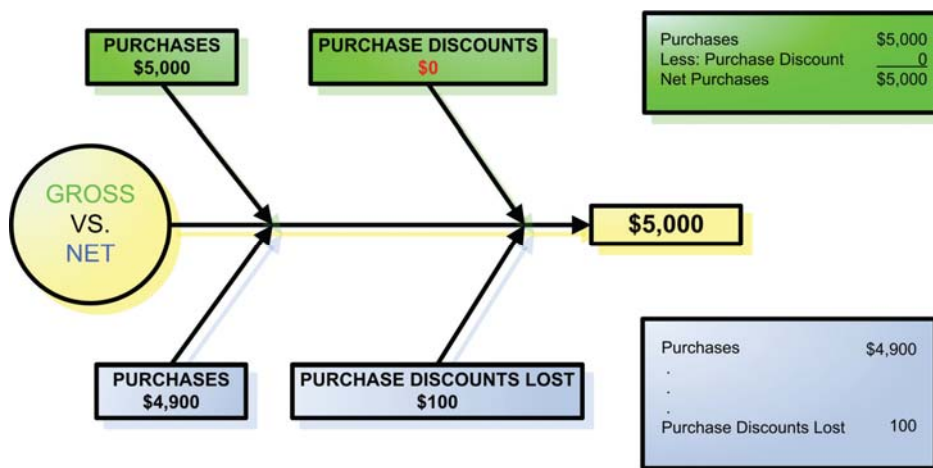 PURCHASES
$5,000
PURCHASE DISCOUNTS
$0
Purchases $5,000
Less: Purchase Discount 0
Net Purchases $5,000
GROSS
VS.
NET
$5,000
PURCHASES
$4,900
PURCHASE DISCOUNTS LOST
$100
Purchases $4,900
.
.
.
Purchase Discounts Lost 100